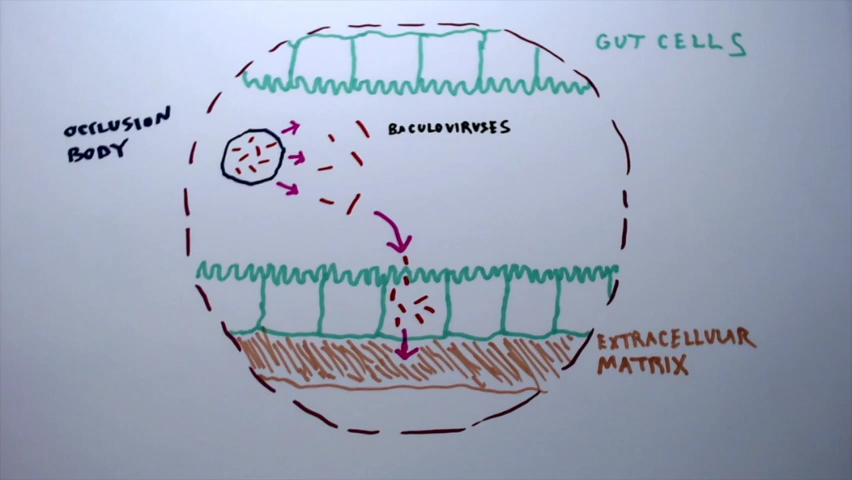 GUT CELLS
OCCLUSION
BODY
BACULOVIRUSES
EXTRACELLULAR
MATRIX